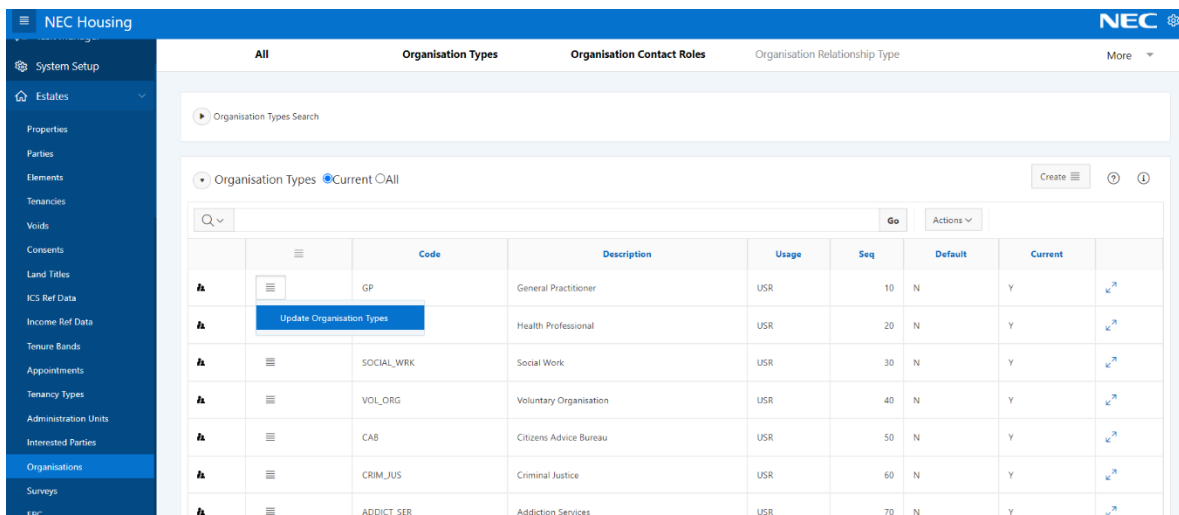 NEC Housing
NEC
Task Manager
System Setup
Estates
Properties
Parties
Elements
Tenancies
Voids
Consents
Land Titles
ICS Ref Data
Income Ref Data
Tenure Bands
Appointments
Tenancy Types
Administration Units
Interested Parties
Organisations
Surveys
EPC
All Organisation Types Organisation Contact Roles Organisation Relationship Type More
Organisation Types Search
Organisation Types Current All Create
Go Actions
Code Description Usage Seq Default Current
GP General Practitioner USR 10 N Y
Update Organisation Types
Health Professional USR 20 N Y
SOCIAL_WRK Social Work USR 30 N Y
VOL_ORG Voluntary Organisation USR 40 N Y
CAB Citizens Advice Bureau USR 50 N Y
CRIM_JUS Criminal Justice USR 60 N Y
ADDICT_SER Addiction Services USR 70 N Y